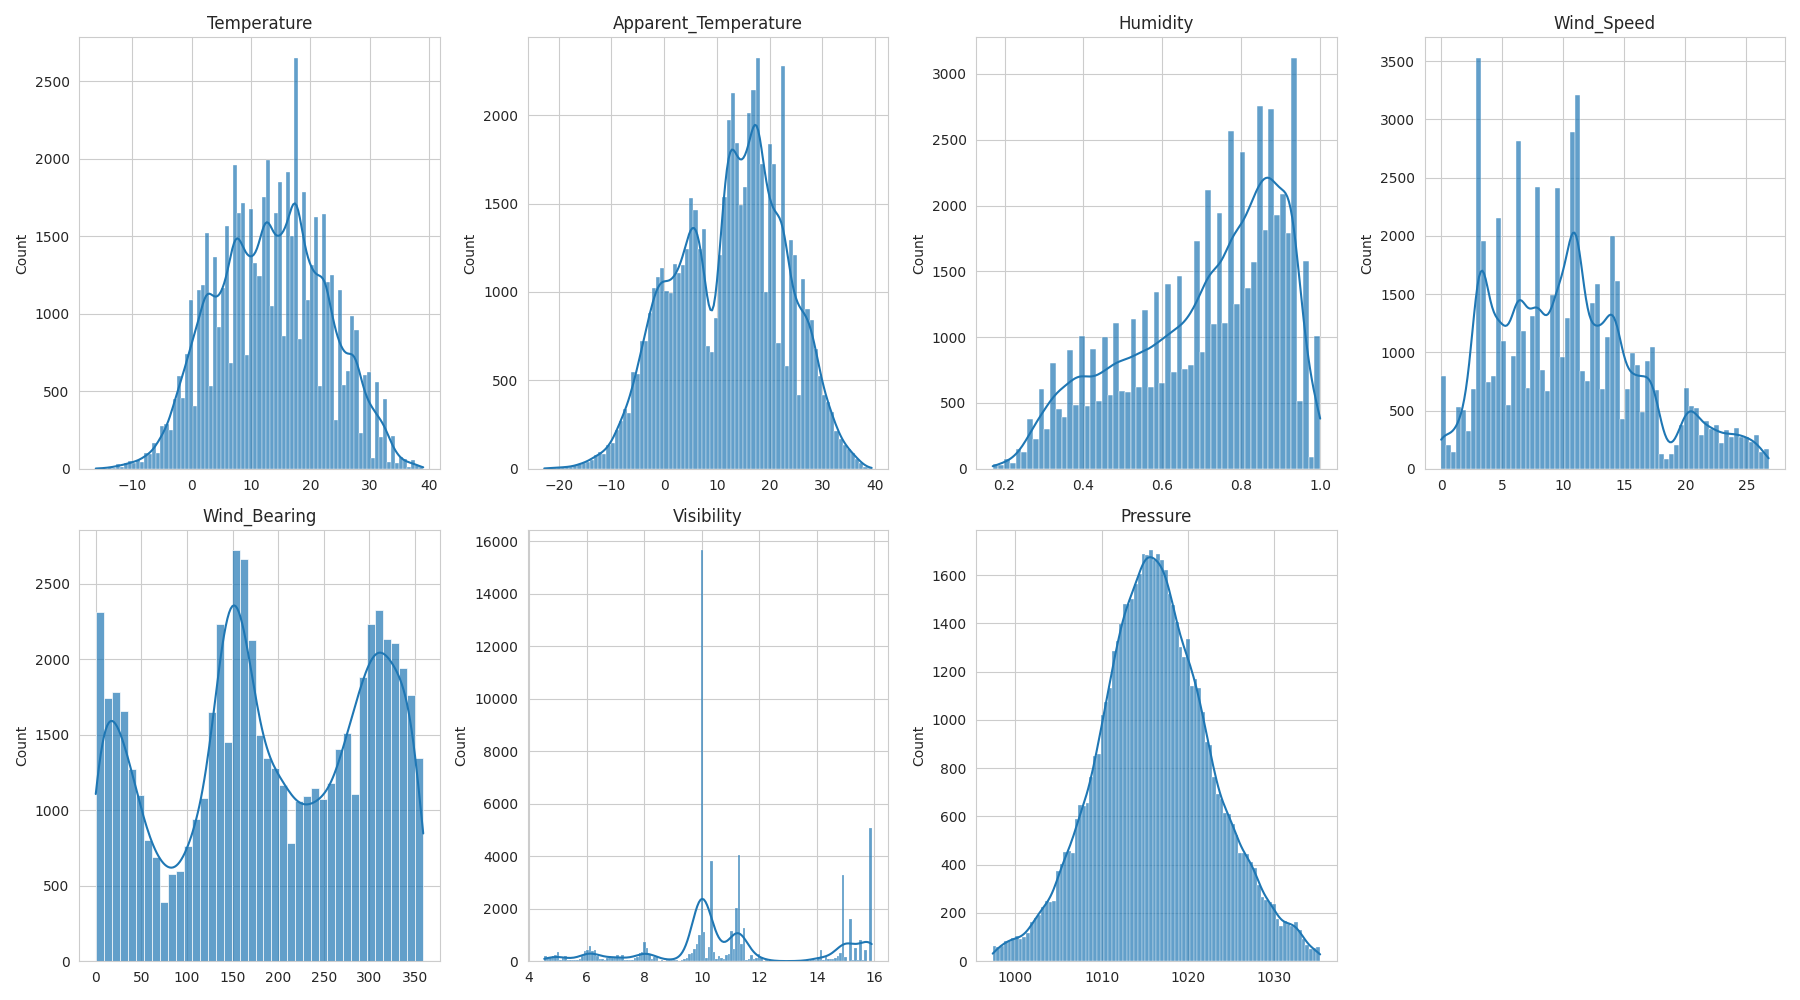 Temperature
Count
2500
2000
1500
1000
500
0
−10 0 10 20 30 40
Apparent_Temperature
Count
2000
1500
1000
500
0
−20 −10 0 10 20 30 40
Humidity
Count
3000
2500
2000
1500
1000
500
0
0.2 0.4 0.6 0.8 1.0
Wind_Speed
Count
3500
3000
2500
2000
1500
1000
500
0
0 5 10 15 20 25
Wind_Bearing
Count
2500
2000
1500
1000
500
0
0 50 100 150 200 250 300 350
Visibility
Count
16000
14000
12000
10000
8000
6000
4000
2000
0
4 6 8 10 12 14 16
Pressure
Count
1600
1400
1200
1000
800
600
400
200
0
1000 1010 1020 1030